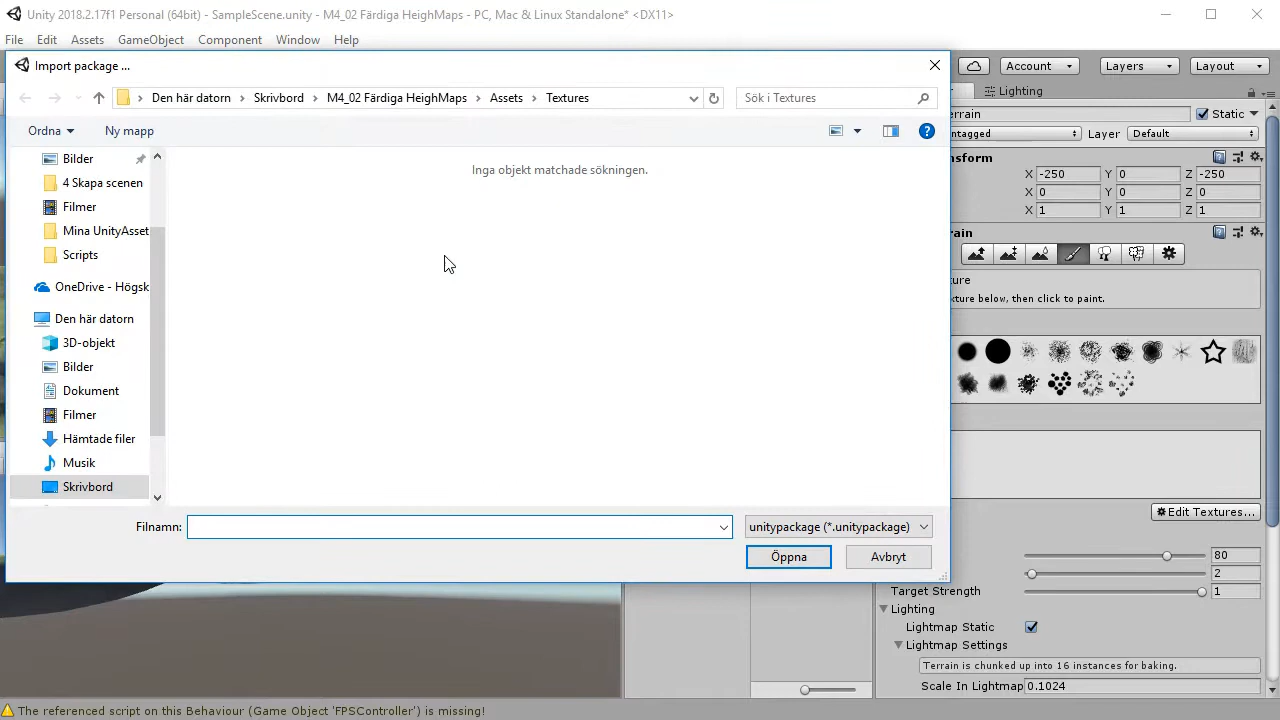 Unity 2018.2.17f1 Personal (64bit) - SampleScene.unity - M4_02 Färdiga HeighMaps - PC, Mac & Linux Standalone* <DX11>
File Edit Assets GameObject Component Window Help
Import package ...
Account Layers Layout
Den här datorn Skrivbord M4_02 Färdiga HeighMaps Assets Textures
Sök i Textures
Lighting
Ordna Ny mapp
errain Static
ntagged Layer Default
Bilder
4 Skapa scenen
Filmer
Mina UnityAsset
Scripts
OneDrive - Högsk
Den här datorn
3D-objekt
Bilder
Dokument
Filmer
Hämtade filer
Musik
Skrivbord
Inga objekt matchade sökningen.
Filnamn:
unitypackage (*.unitypackage)
Öppna Avbryt
nsform
X -250 Y 0 Z -250
X 0 Y 0 Z 0
X 1 Y 1 Z 1
rain
ture
xture below, then click to paint.
Edit Textures...
80
2
Target Strength 1
Lighting
Lightmap Static
Lightmap Settings
Terrain is chunked up into 16 instances for baking.
Scale In Lightmap 0.1024
The referenced script on this Behaviour (Game Object 'FPSController') is missing!